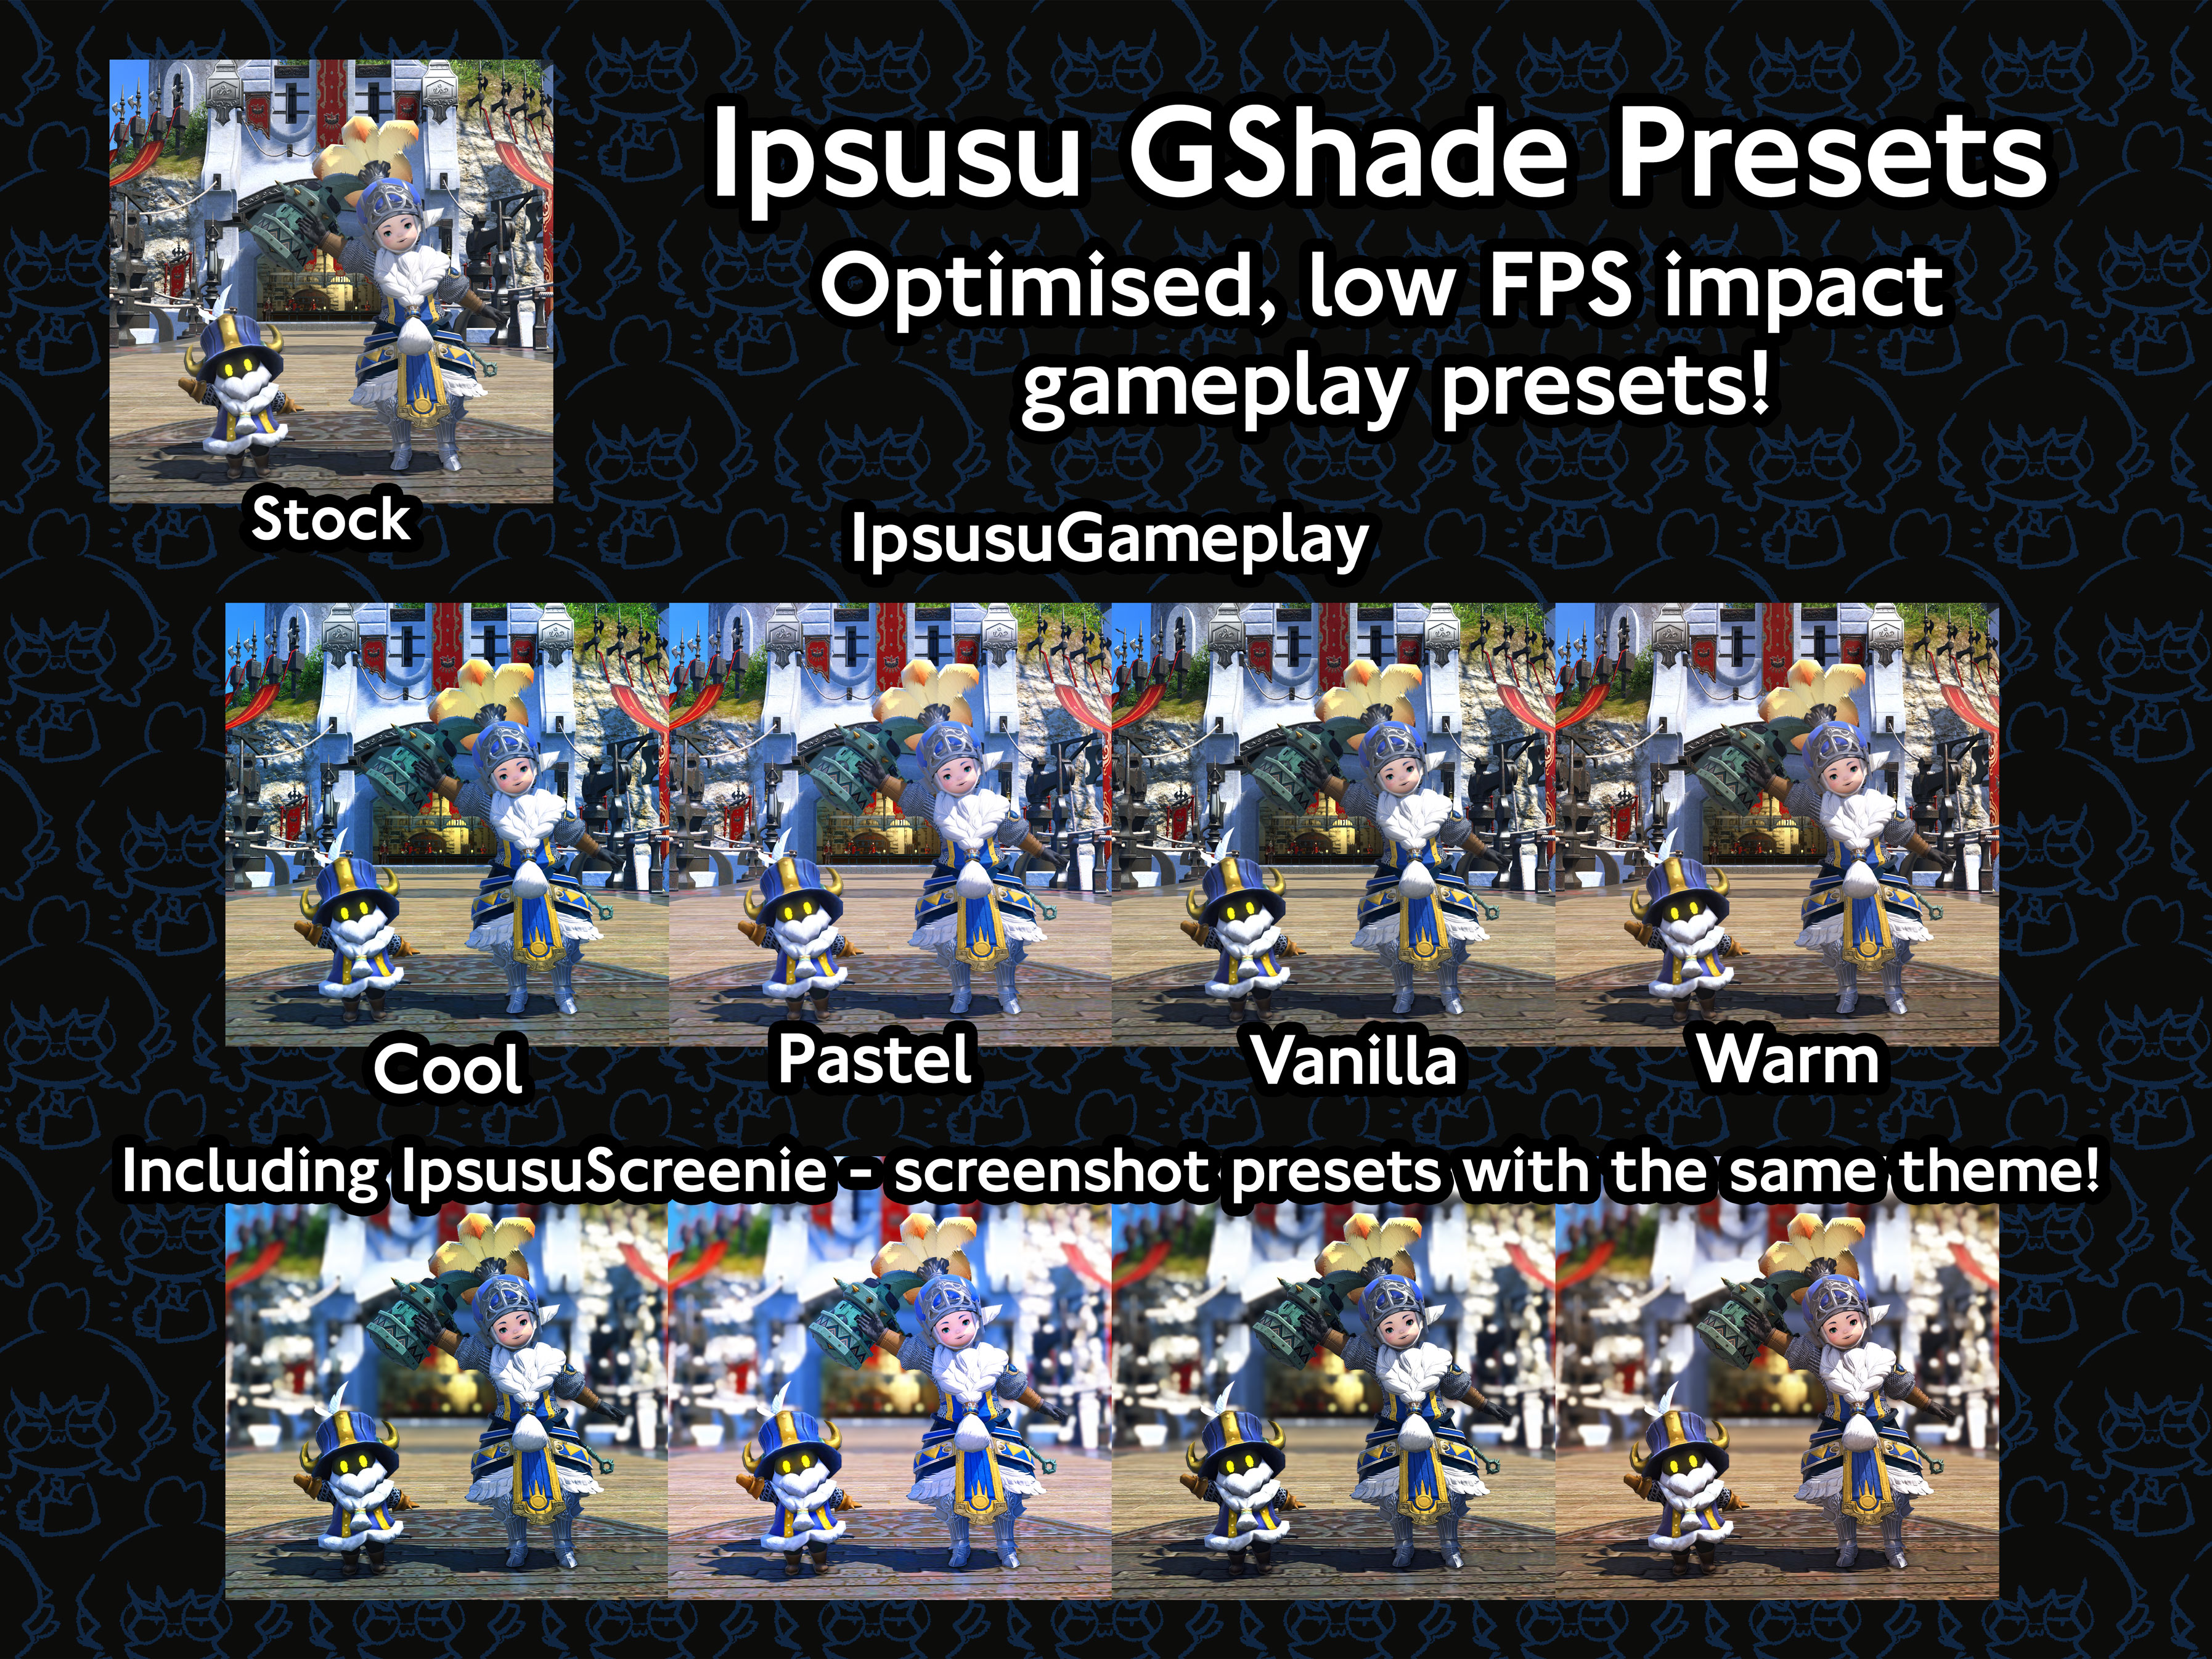 Ipsusu GShade Presets
Optimised, low FPS impact
gameplay presets!
Stock
IpsusuGameplay
Cool
Pastel
Vanilla
Warm
Including IpsusuScreenie - screenshot presets with the same theme!